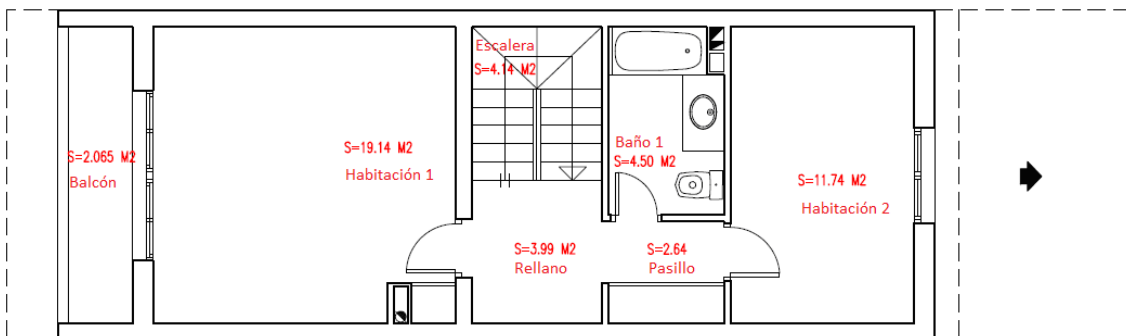 Escalera
S=4.14 M2
S=2.065 M2
Balcón
S=19.14 M2
Habitación 1
Baño 1
S=4.50 M2
S=11.74 M2
Habitación 2
S=3.99 M2
Rellano
S=2.64
Pasillo